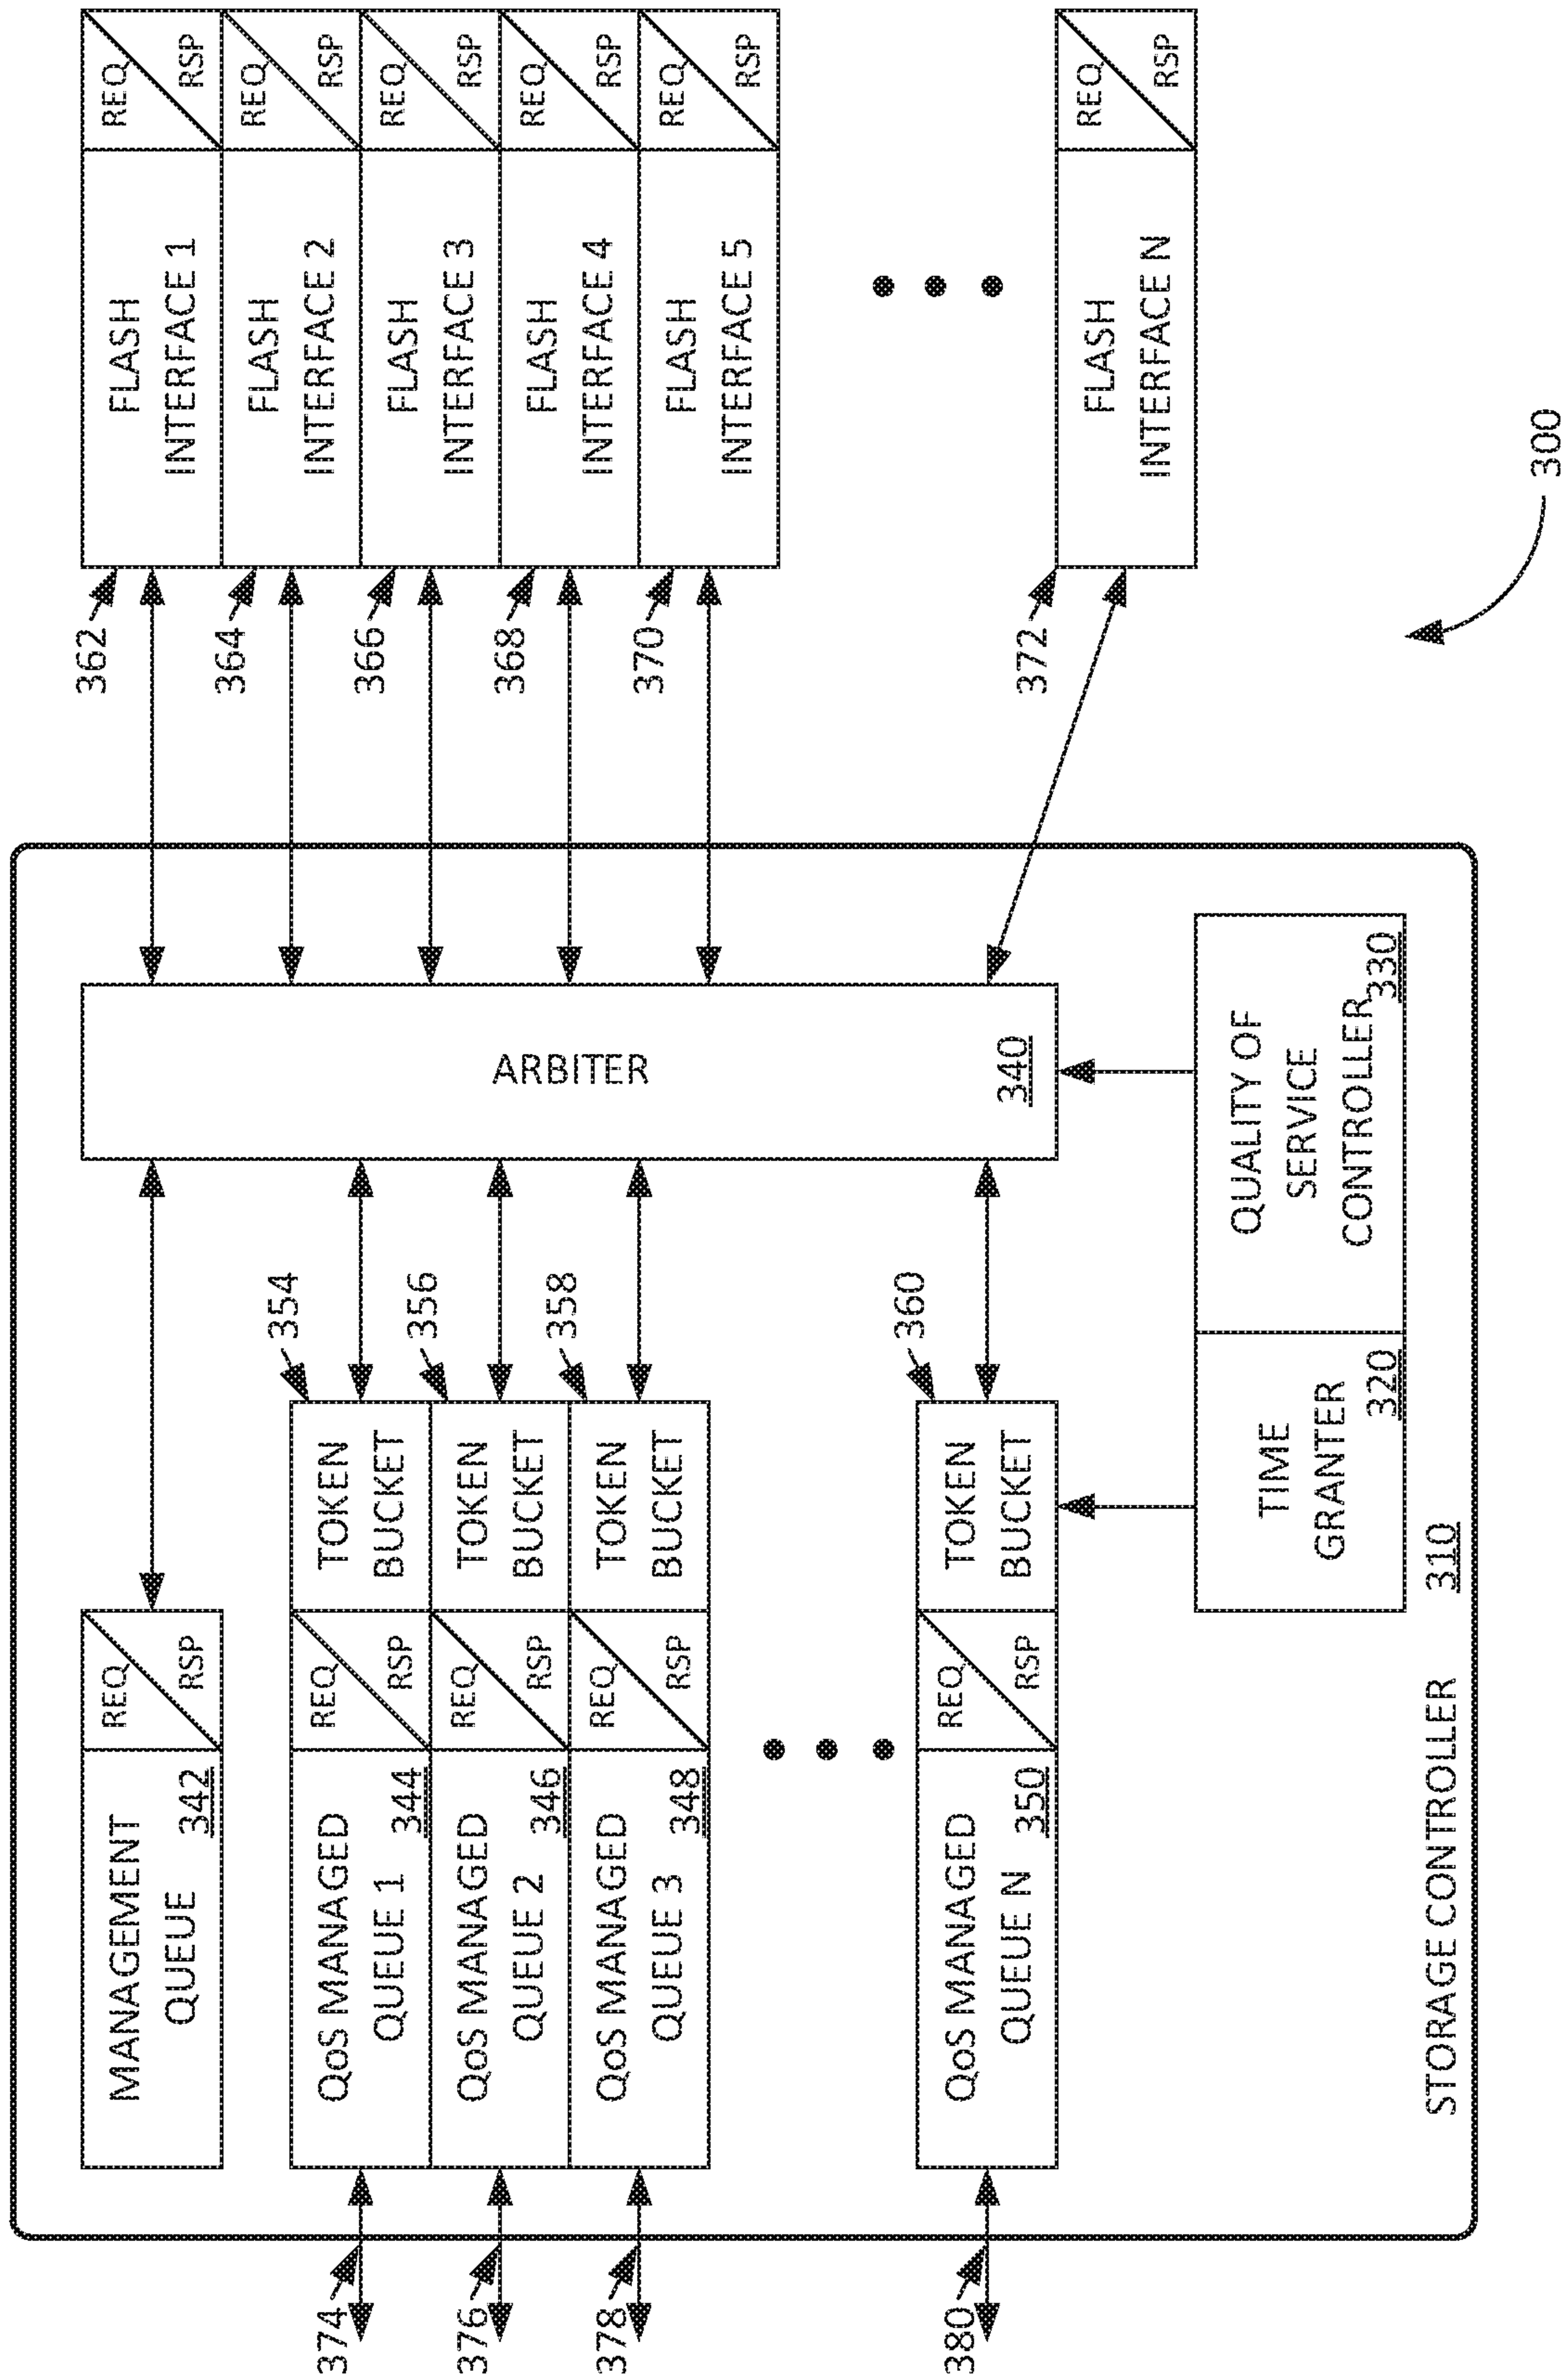 MANAGEMENT
QUEUE 342
REQ
RSP
374
QoS MANAGED
QUEUE 1 344
REQ
RSP
TOKEN
BUCKET
354
376
QoS MANAGED
QUEUE 2 346
REQ
RSP
TOKEN
BUCKET
356
378
QoS MANAGED
QUEUE 3 348
REQ
RSP
TOKEN
BUCKET
358
380
QoS MANAGED
QUEUE N 350
REQ
RSP
TOKEN
BUCKET
360
ARBITER
340
362
FLASH
INTERFACE 1
REQ
RSP
364
FLASH
INTERFACE 2
REQ
RSP
366
FLASH
INTERFACE 3
REQ
RSP
368
FLASH
INTERFACE 4
REQ
RSP
370
FLASH
INTERFACE 5
REQ
RSP
372
FLASH
INTERFACE N
REQ
RSP
TIME
GRANTER
320
QUALITY OF
SERVICE
CONTROLLER
330
STORAGE CONTROLLER 310
300